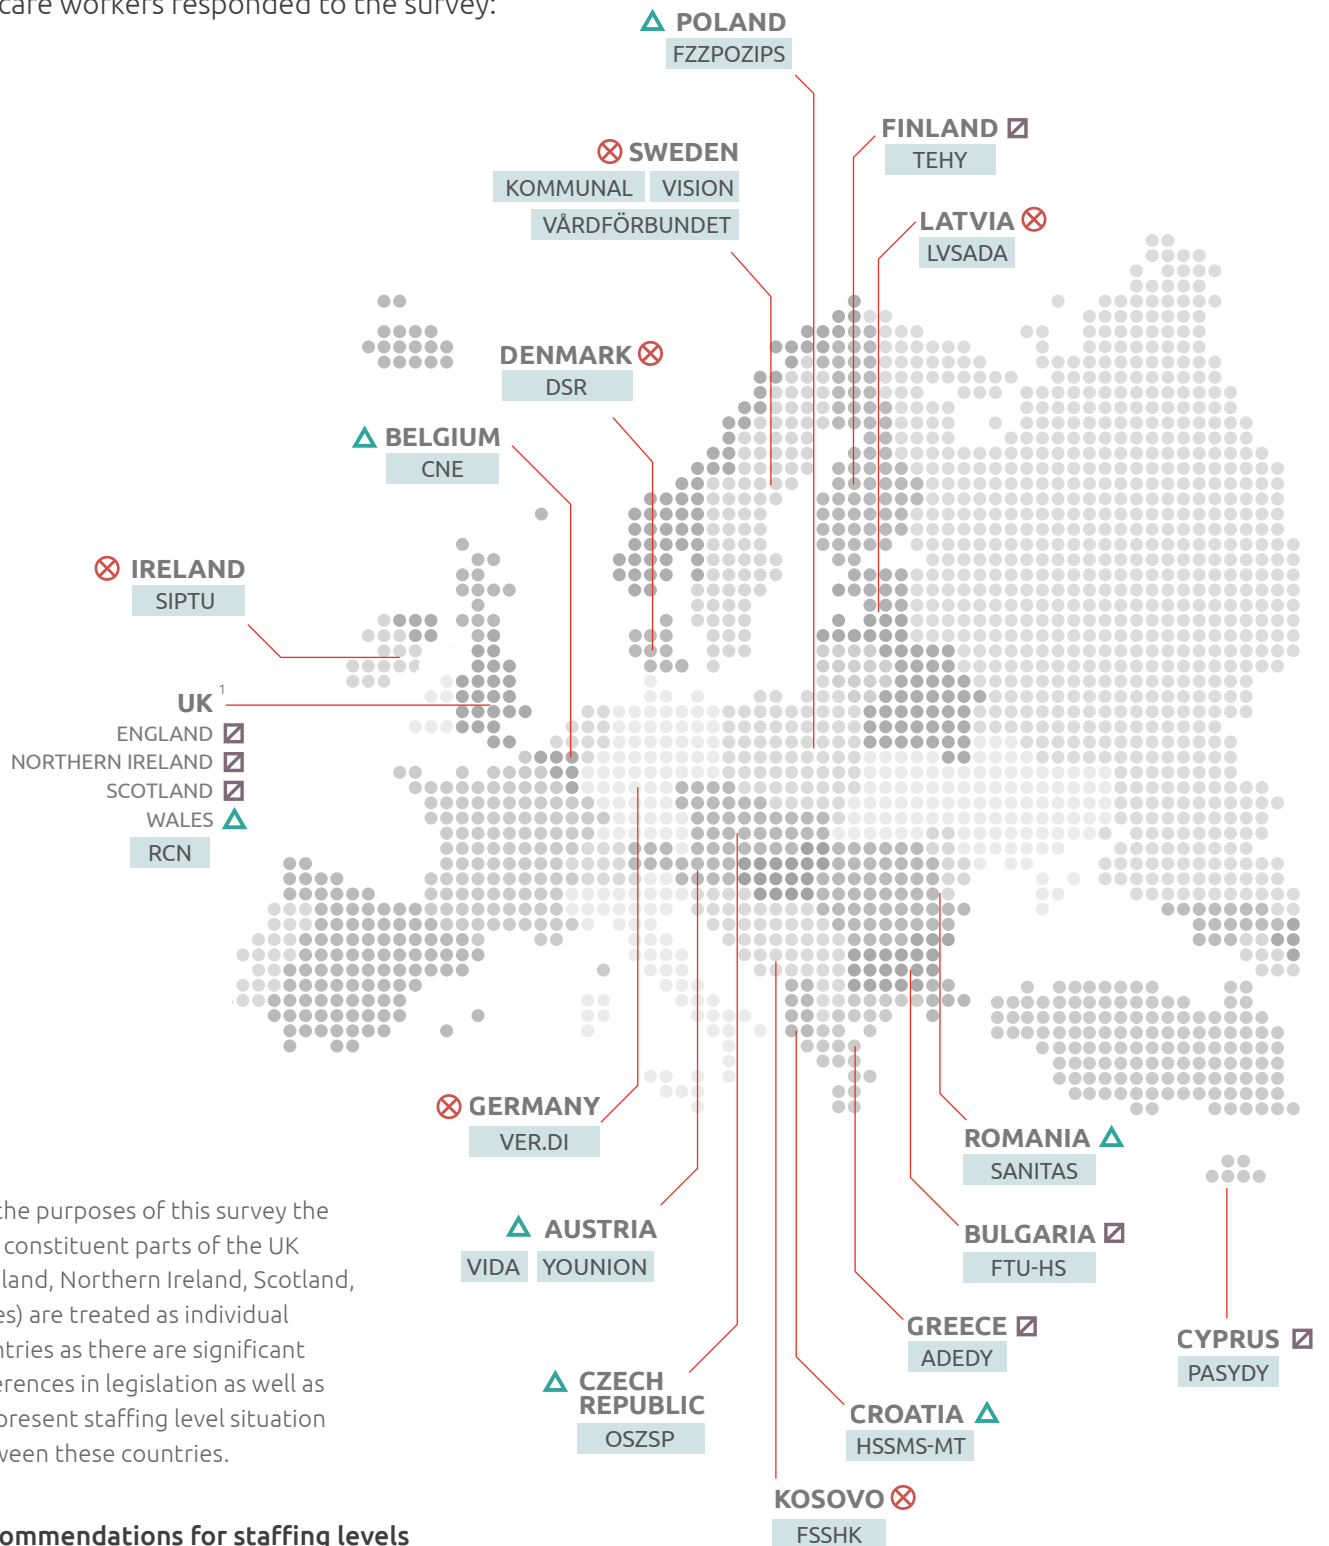 care workers responded to the survey:
POLAND
FZZPOZIPS
FINLAND
TEHY
SWEDEN
KOMMUNAL VISION
VÅRDFÖRBUNDET
LATVIA
LVSADA
DENMARK
DSR
BELGIUM
CNE
IRELAND
SIPTU
UK 1
ENGLAND
NORTHERN IRELAND
SCOTLAND
WALES
RCN
GERMANY
VER.DI
ROMANIA
SANITAS
AUSTRIA
VIDA YOUNION
BULGARIA
FTU-HS
GREECE
ADEDY
CYPRUS
PASYDY
CZECH
REPUBLIC
OSZSP
CROATIA
HSSMS-MT
KOSOVO
FSSHK
the purposes of this survey the
constituent parts of the UK
land, Northern Ireland, Scotland,
es) are treated as individual
ntries as there are significant
erences in legislation as well as
present staffing level situation
ween these countries.
ommendations for staffing levels